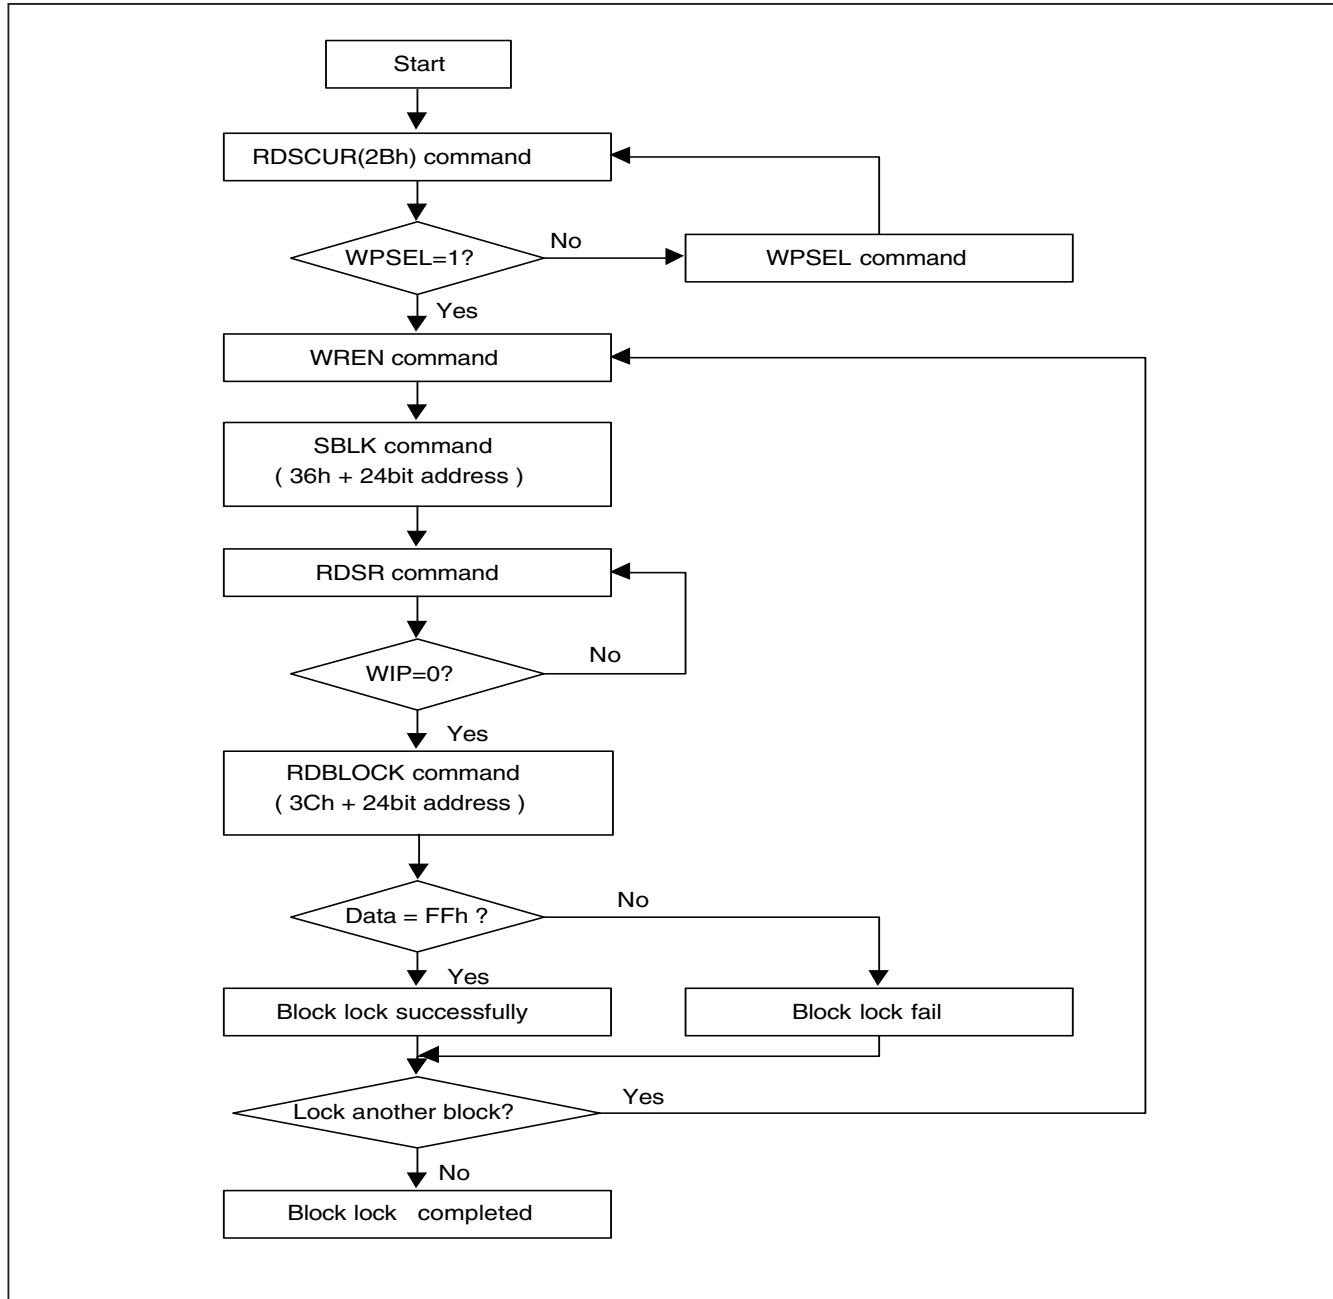 Start
RDSCUR(2Bh) command
WPSEL=1?
No
WPSEL command
Yes
WREN command
SBLK command
( 36h + 24bit address )
RDSR command
WIP=0?
No
Yes
RDBLOCK command
( 3Ch + 24bit address )
Data = FFh ?
No
Yes
Block lock successfully
Block lock fail
Lock another block?
Yes
No
Block lock completed